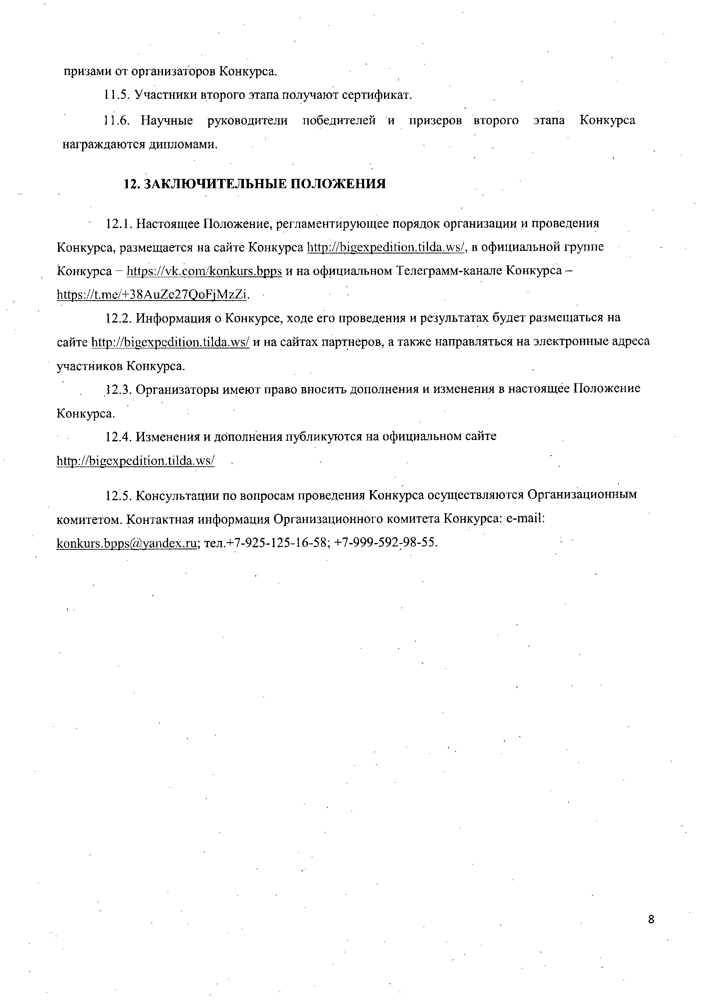 призами от организаторов Конкурса.
11.5. Участники второго этапа получают сертификат.
11.6. Научные руководители победителей и призеров второго этапа Конкурса
награждаются дипломами.
12. ЗАКЛЮЧИТЕЛЬНЫЕ ПОЛОЖЕНИЯ
12.1. Настоящее Положение, регламентирующее порядок организации и проведения
Конкурса, размещается на сайте Конкурса http://bigexpedition.tilda.ws/, в официальной группе
Конкурса – https://vk.com/konkurs.bpps и на официальном Телеграмм-канале Конкурса –
https://t.me/+38AuZe27QoFjMzZi.
12.2. Информация о Конкурсе, ходе его проведения и результатах будет размещаться на
сайте http://bigexpedition.tilda.ws/ и на сайтах партнеров, а также направляться на электронные адреса
участников Конкурса.
12.3. Организаторы имеют право вносить дополнения и изменения в настоящее Положение
Конкурса.
12.4. Изменения и дополнения публикуются на официальном сайте
http://bigexpedition.tilda.ws/
12.5. Консультации по вопросам проведения Конкурса осуществляются Организационным
комитетом. Контактная информация Организационного комитета Конкурса: e-mail:
konkurs.bpps@yandex.ru; тел.+7-925-125-16-58; +7-999-592-98-55.
8